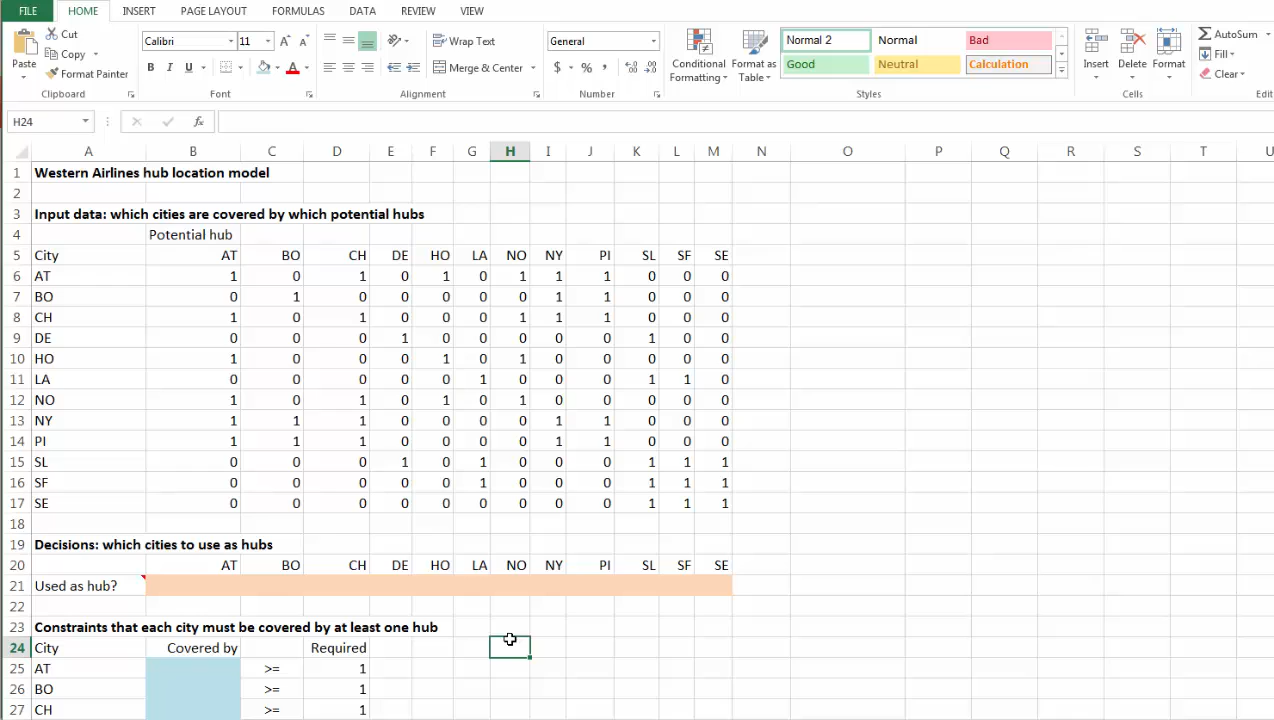 FILE HOME INSERT PAGE LAYOUT FORMULAS DATA REVIEW VIEW
Cut
Copy
Format Painter
Paste
Clipboard
Calibri 11
B I U A
Font
Wrap Text
Merge & Center
Alignment
General
$ % ,
Number
Conditional Formatting
Format as Table
Normal 2 Normal Bad
Good Neutral Calculation
Styles
Insert Delete Format
Cells
AutoSum
Fill
Clear
Edit
H24 fx
A B C D E F G H I J K L M N O P Q R S T U
1 Western Airlines hub location model
2
3 Input data: which cities are covered by which potential hubs
4 Potential hub
5 City AT BO CH DE HO LA NO NY PI SL SF SE
6 AT 1 0 1 0 1 0 1 1 1 0 0 0
7 BO 0 1 0 0 0 0 0 1 1 0 0 0
8 CH 1 0 1 0 0 0 1 1 1 0 0 0
9 DE 0 0 0 1 0 0 0 0 0 1 0 0
10 HO 1 0 0 0 1 0 1 0 0 0 0 0
11 LA 0 0 0 0 0 1 0 0 0 1 1 0
12 NO 1 0 1 0 1 0 1 0 0 0 0 0
13 NY 1 1 1 0 0 0 0 1 1 0 0 0
14 PI 1 1 1 0 0 0 0 1 1 0 0 0
15 SL 0 0 0 1 0 1 0 0 0 1 1 1
16 SF 0 0 0 0 0 1 0 0 0 1 1 1
17 SE 0 0 0 0 0 0 0 0 0 1 1 1
18
19 Decisions: which cities to use as hubs
20 AT BO CH DE HO LA NO NY PI SL SF SE
21 Used as hub?
22
23 Constraints that each city must be covered by at least one hub
24 City Covered by Required
25 AT >= 1
26 BO >= 1
27 CH >= 1